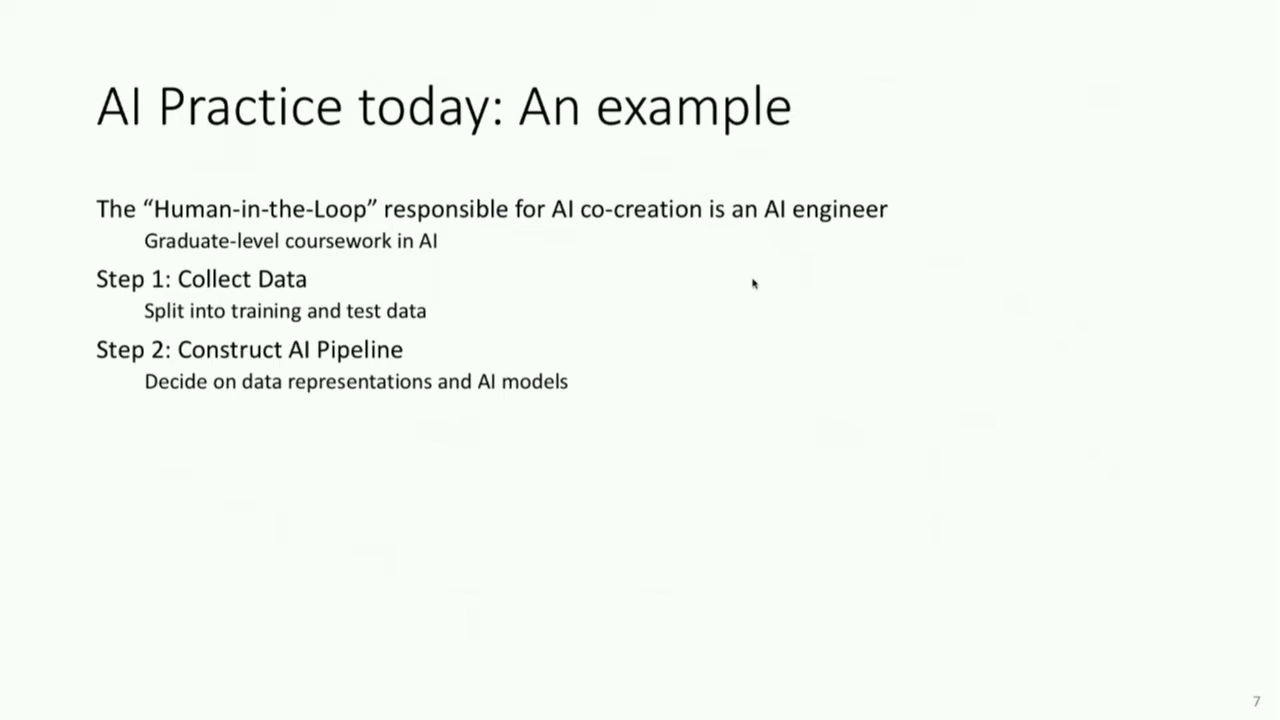 AI Practice today: An example
The “Human-in-the-Loop” responsible for AI co-creation is an AI engineer
Graduate-level coursework in AI
Step 1: Collect Data
Split into training and test data
Step 2: Construct AI Pipeline
Decide on data representations and AI models
7